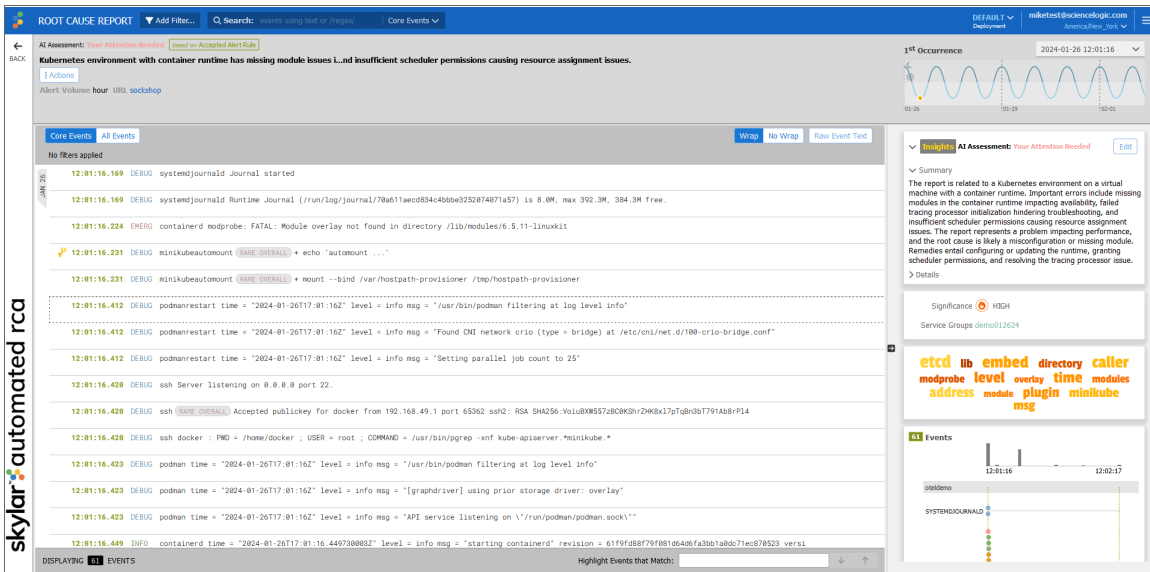 ROOT CAUSE REPORT
Add Filter...
Search: events using text or /regex/
Core Events
DEFAULT
Deployment
miketest@sciencelogic.com
America/New_York
BACK
AI Assessment: Your Attention Needed based on Accepted Alert Rule
Kubernetes environment with container runtime has missing module issues i...nd insufficient scheduler permissions causing resource assignment issues.
Actions
Alert Volume hour URL sockshop
1st Occurrence
2024-01-26 12:01:16
01-26 01-29 02-01
Core Events All Events
Wrap No Wrap Raw Event Text
No filters applied
JAN 26
12:01:16.169 DEBUG systemdjournald Journal started
12:01:16.169 DEBUG systemdjournald Runtime Journal (/run/log/journal/70a611aecd834c4bbbe3252074071a57) is 8.0M, max 392.3M, 384.3M free.
12:01:16.224 EMERG containerd modprobe: FATAL: Module overlay not found in directory /lib/modules/6.5.11-linuxkit
12:01:16.231 DEBUG minikubeautomount RARE OVERALL + echo 'automount ...'
12:01:16.231 DEBUG minikubeautomount RARE OVERALL + mount --bind /var/hostpath-provisioner /tmp/hostpath-provisioner
12:01:16.412 DEBUG podmanrestart time = "2024-01-26T17:01:16Z" level = info msg = "/usr/bin/podman filtering at log level info"
12:01:16.412 DEBUG podmanrestart time = "2024-01-26T17:01:16Z" level = info msg = "Found CNI network crio (type = bridge) at /etc/cni/net.d/100-crio-bridge.conf"
12:01:16.412 DEBUG podmanrestart time = "2024-01-26T17:01:16Z" level = info msg = "Setting parallel job count to 25"
12:01:16.420 DEBUG ssh Server listening on 0.0.0.0 port 22.
12:01:16.420 DEBUG ssh RARE OVERALL Accepted publickey for docker from 192.168.49.1 port 65362 ssh2: RSA
12:01:16.420 DEBUG ssh docker : PWD = /home/docker ; USER = root ; COMMAND = /usr/bin/pgrep -xnf kube-apiserver.*minikube.*
12:01:16.423 DEBUG podman time = "2024-01-26T17:01:16Z" level = info msg = "/usr/bin/podman filtering at log level info"
12:01:16.423 DEBUG podman time = "2024-01-26T17:01:16Z" level = info msg = "[graphdriver] using prior storage driver: overlay"
12:01:16.423 DEBUG podman time = "2024-01-26T17:01:16Z" level = info msg = "API service listening on \"/run/podman/podman.sock\""
12:01:16.449 INFO containerd time = "2024-01-26T17:01:16.449730003Z" level = info msg = "starting containerd" revision = 61f9fd88f79f081d64d6fa3bb1a0dc71ec870523 versi
DISPLAYING 61 EVENTS
Highlight Events that Match:
skylar automated rca
Insights AI Assessment: Your Attention Needed
Edit
Summary
The report is related to a Kubernetes environment on a virtual
machine with a container runtime. Important errors include missing
modules in the container runtime impacting availability, failed
tracing processor initialization hindering troubleshooting, and
insufficient scheduler permissions causing resource assignment
issues. The report represents a problem impacting performance,
and the root cause is likely a misconfiguration or missing module.
Remedies entail configuring or updating the runtime, granting
scheduler permissions, and resolving the tracing processor issue.
Details
Significance HIGH
Service Groups demo012624
etcd lib embed directory caller
modprobe level overlay time modules
address module plugin minikube
msg
61 Events
12:01:16 12:02:17
oteldemo
SYSTEMDJOURNALD